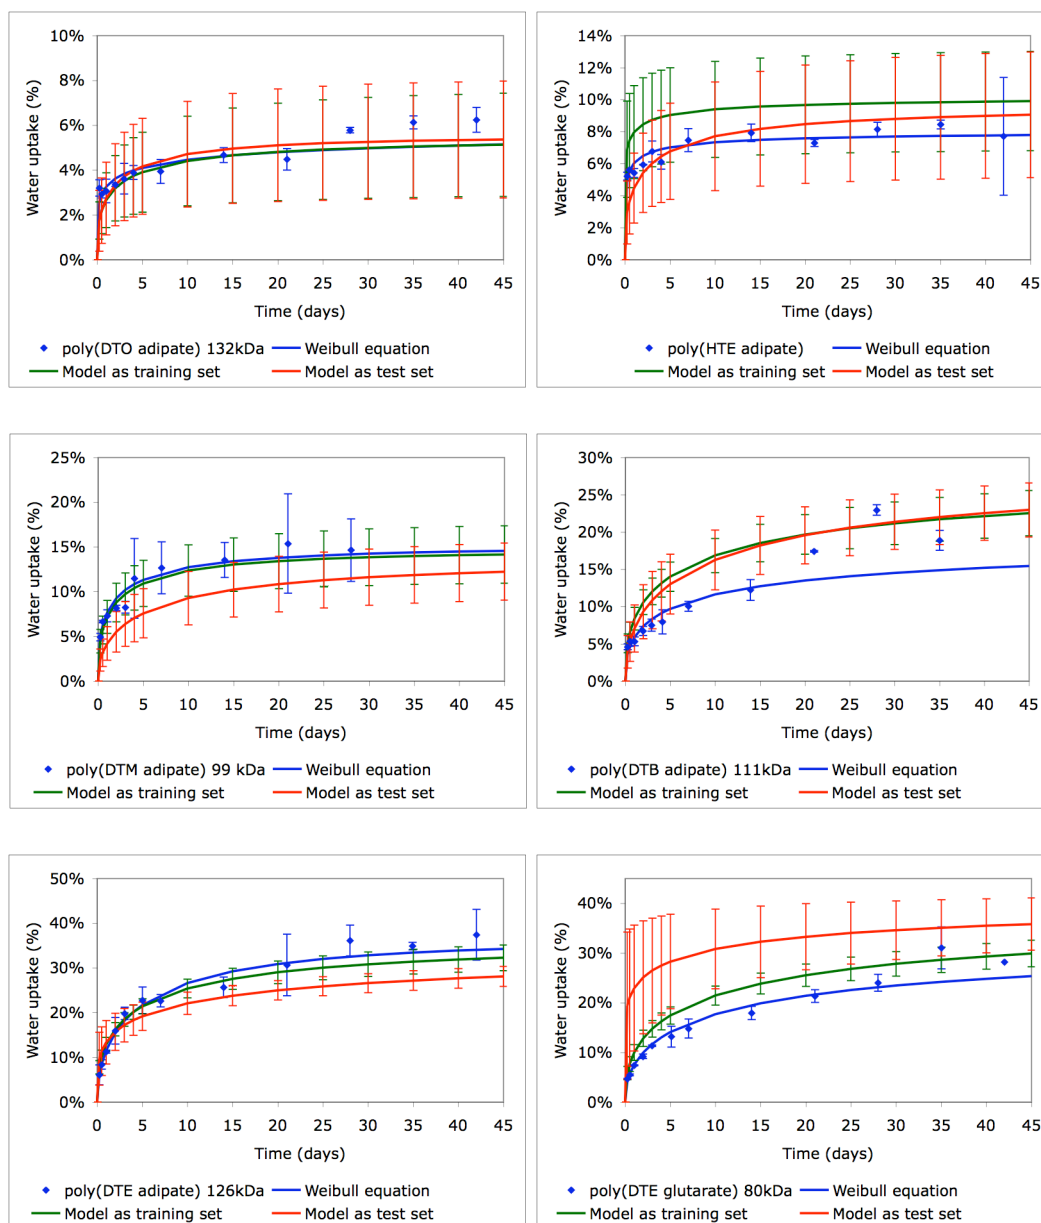 10%
8%
6%
4%
2%
0%
Water uptake (%)
0 5 10 15 20 25 30 35 40 45
Time (days)
poly(DTO adipate) 132kDa Weibull equation
Model as training set Model as test set
14%
12%
10%
8%
6%
4%
2%
0%
Water uptake (%)
0 5 10 15 20 25 30 35 40 45
Time (days)
poly(HTE adipate) Weibull equation
Model as training set Model as test set
25%
20%
15%
10%
5%
0%
Water uptake (%)
0 5 10 15 20 25 30 35 40 45
Time (days)
poly(DTM adipate) 99 kDa Weibull equation
Model as training set Model as test set
30%
25%
20%
15%
10%
5%
0%
Water uptake (%)
0 5 10 15 20 25 30 35 40 45
Time (days)
poly(DTB adipate) 111kDa Weibull equation
Model as training set Model as test set
50%
40%
30%
20%
10%
0%
Water uptake (%)
0 5 10 15 20 25 30 35 40 45
Time (days)
poly(DTE adipate) 126kDa Weibull equation
Model as training set Model as test set
40%
30%
20%
10%
0%
Water uptake (%)
0 5 10 15 20 25 30 35 40 45
Time (days)
poly(DTE glutarate) 80kDa Weibull equation
Model as training set Model as test set